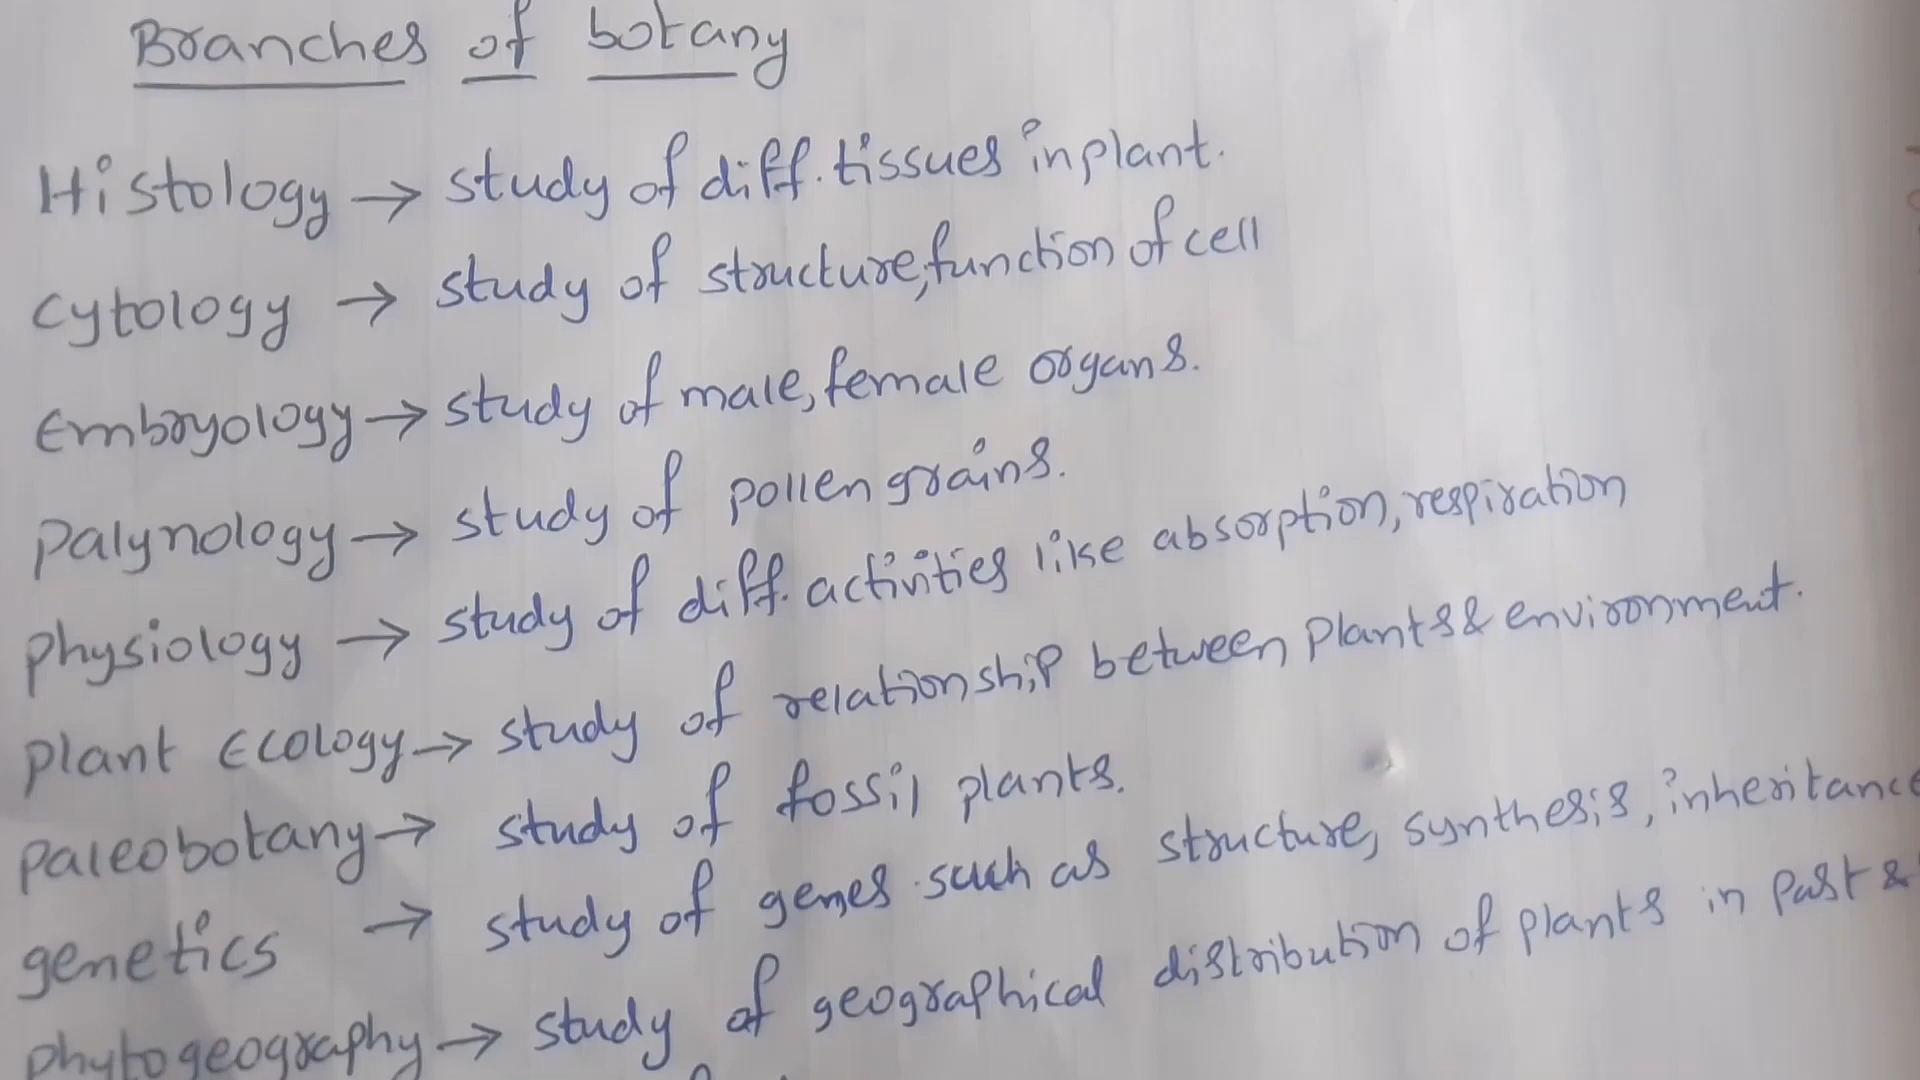 Branches of botany
Histology → study of diff. tissues in plant.
Cytology → study of structure, function of cell
Embryology → study of male, female organs.
Palynology → study of pollen grains.
Physiology → study of diff. activities like absorption, respiration
Plant Ecology → study of relationship between plants & environment.
Paleobotany → study of fossil plants.
genetics → study of genes such as structure, synthesis, inheritance
Phytogeography → study of geographical distribution of plants in past &